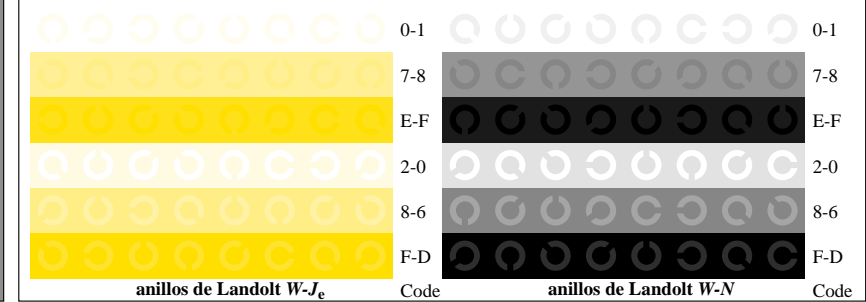 0-1 0-1
7-8 7-8
E-F E-F
2-0 2-0
8-6 8-6
F-D F-D
anillos de Landolt W-Je Code anillos de Landolt W-N Code